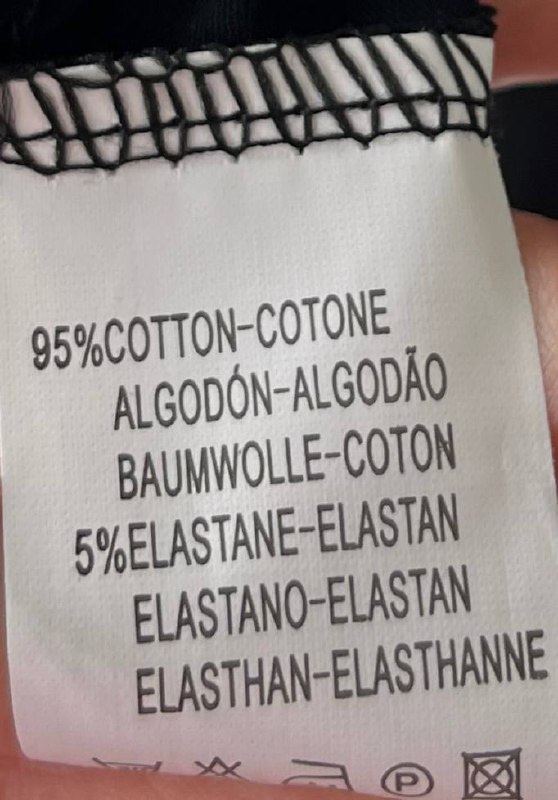 95%COTTON-COTONE
ALGODÓN-ALGODÃO
BAUMWOLLE-COTON
5%ELASTANE-ELASTAN
ELASTANO-ELASTAN
ELASTHAN-ELASTHANNE
P